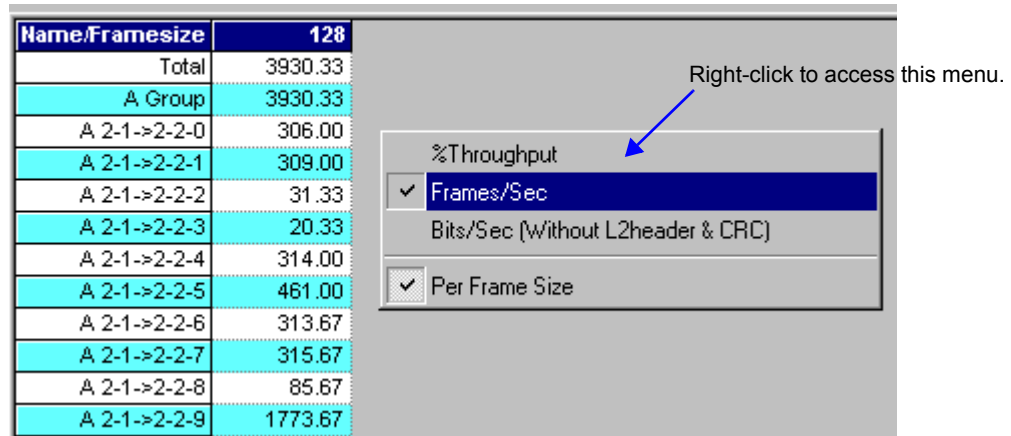 Name/Framesize 128
Total 3930.33
A Group 3930.33
A 2-1->2-2-0 306.00
A 2-1->2-2-1 309.00
A 2-1->2-2-2 31.33
A 2-1->2-2-3 20.33
A 2-1->2-2-4 314.00
A 2-1->2-2-5 461.00
A 2-1->2-2-6 313.67
A 2-1->2-2-7 315.67
A 2-1->2-2-8 85.67
A 2-1->2-2-9 1773.67
Right-click to access this menu.
%Throughput
Frames/Sec
Bits/Sec (Without L2header & CRC)
Per Frame Size